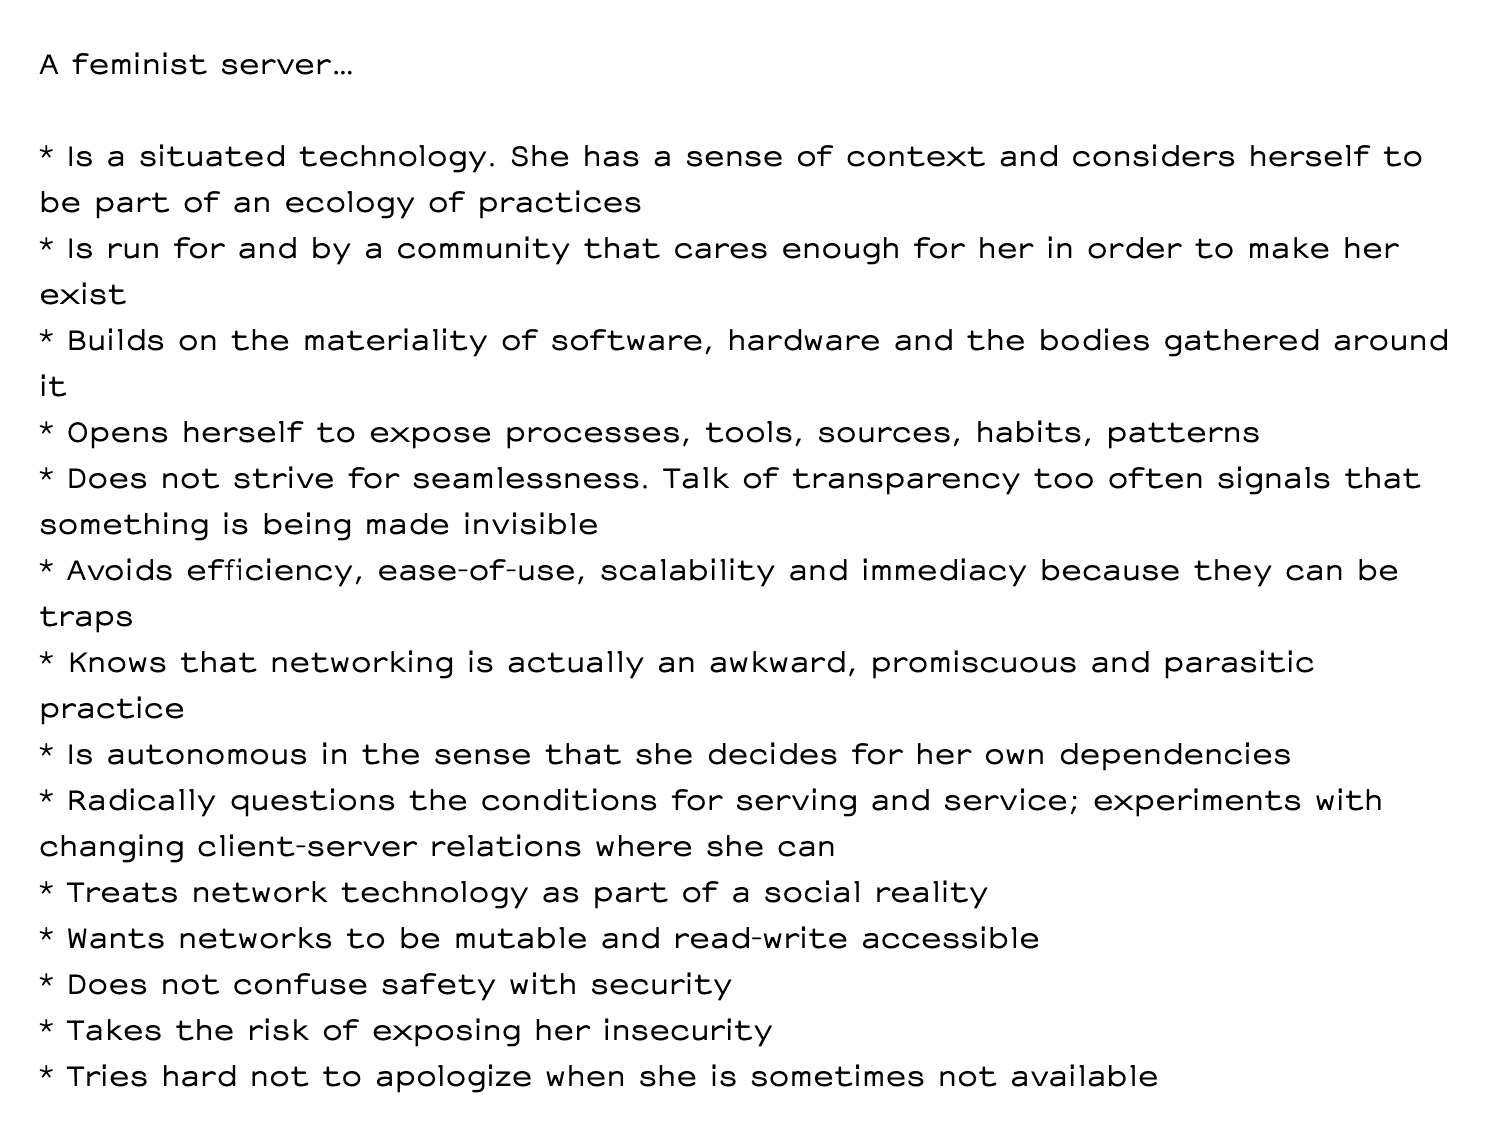 A feminist server…
* Is a situated technology. She has a sense of context and considers herself to
be part of an ecology of practices
* Is run for and by a community that cares enough for her in order to make her
exist
* Builds on the materiality of software, hardware and the bodies gathered around
it
* Opens herself to expose processes, tools, sources, habits, patterns
* Does not strive for seamlessness. Talk of transparency too often signals that
something is being made invisible
* Avoids efficiency, ease-of-use, scalability and immediacy because they can be
traps
* Knows that networking is actually an awkward, promiscuous and parasitic
practice
* Is autonomous in the sense that she decides for her own dependencies
* Radically questions the conditions for serving and service; experiments with
changing client-server relations where she can
* Treats network technology as part of a social reality
* Wants networks to be mutable and read-write accessible
* Does not confuse safety with security
* Takes the risk of exposing her insecurity
* Tries hard not to apologize when she is sometimes not available